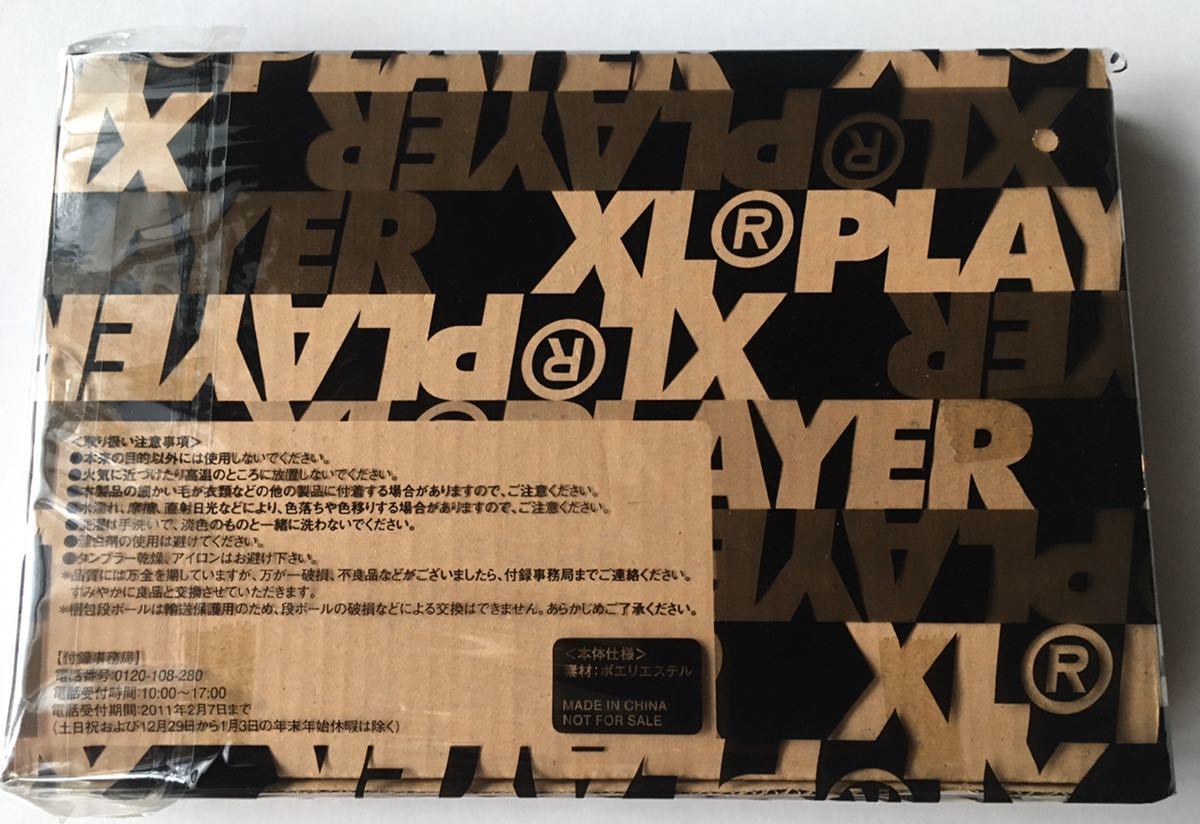 XL®PLAYER
XL®PLAYER
X
YER
XL®PLAY
PLAYER
XL®PLAYER
PLAYER
PLAYER
XL®
<取り扱い注意事項>
●本来の目的以外には使用しないでください。
●火気に近づけたり高温のところに放置しないでください。
●本製品の細かい毛が衣類などの他の製品に付着する場合がありますので、ご注意ください。
●水濡れ、摩擦、直射日光などにより、色落ちや色移りする場合がありますので、ご注意ください。
●洗濯は手洗いで、淡色のものと一緒に洗わないでください。
●漂白剤の使用は避けてください。
●タンブラー乾燥、アイロンはお避け下さい。
*品質には万全を期していますが、万が一破損、不良品などがございましたら、付録事務局までご連絡ください。
すみやかに良品と交換させていただきます。
*梱包段ボールは輸送保護用のため、段ボールの破損などによる交換はできません。あらかじめご了承ください。
【付録事務局】
電話番号:0120-108-280
電話受付時間:10:00~17:00
電話受付期間:2011年2月7日まで
(土日祝および12月29日から1月3日の年末年始休暇は除く)
<本体仕様>
素材:ポエリエステル
MADE IN CHINA
NOT FOR SALE